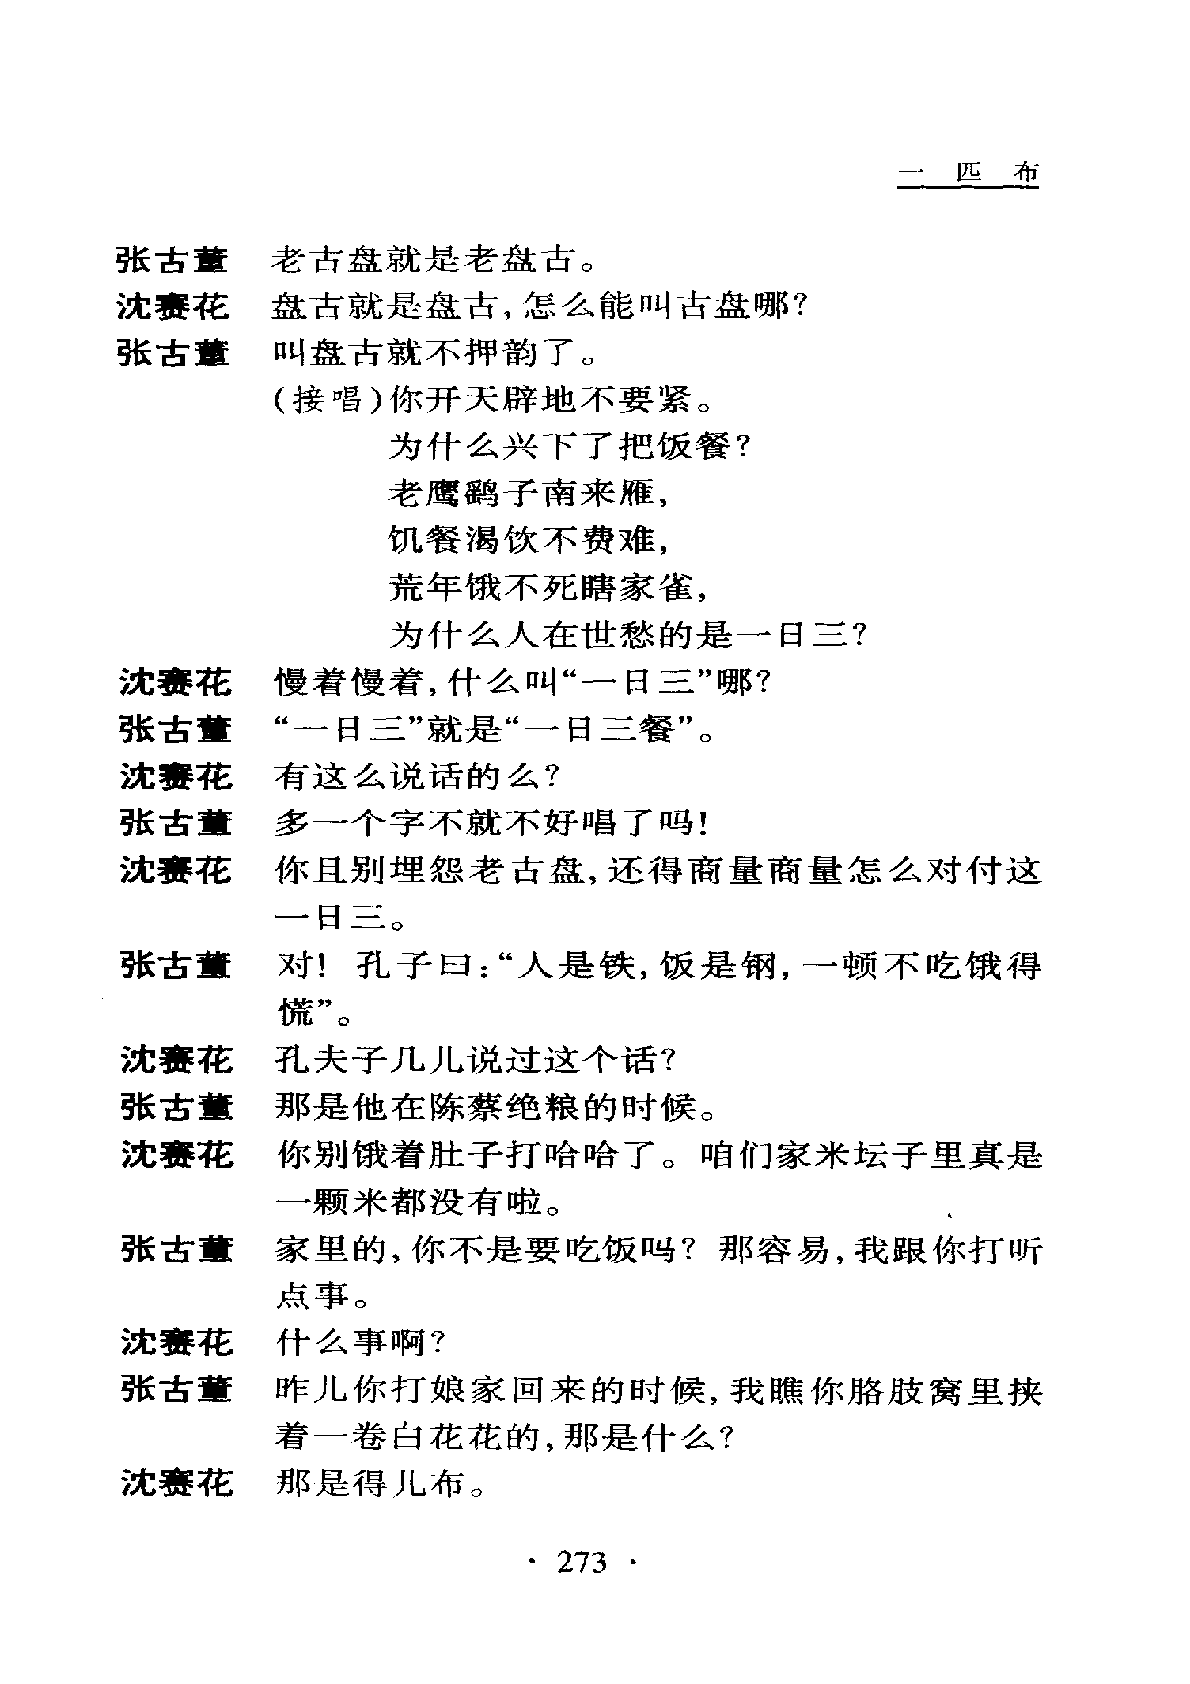 一 匹 布
张古董 老古盘就是老盘古。
沈赛花 盘古就是盘古,怎么能叫古盘哪?
张古董 叫盘古就不押韵了。
(接唱)你开天辟地不要紧。
为什么兴下了把饭餐?
老鹰鹞子南来雁,
饥餐渴饮不费难,
荒年饿不死瞎家雀,
为什么人在世愁的是一日三?
沈赛花 慢着慢着,什么叫“一日三”哪?
张古董 “一日三”就是“一日三餐”。
沈赛花 有这么说话的么?
张古董 多一个字不就不好唱了吗!
沈赛花 你且别埋怨老古盘,还得商量商量怎么对付这
一日三。
张古董 对! 孔子曰:“人是铁,饭是钢,一顿不吃饿得
慌”。
沈赛花 孔夫子几儿说过这个话?
张古董 那是他在陈蔡绝粮的时候。
沈赛花 你别饿着肚子打哈哈了。咱们家米坛子里真是
一颗米都没有啦。
张古董 家里的,你不是要吃饭吗? 那容易,我跟你打听
点事。
沈赛花 什么事啊?
张古董 昨儿你打娘家回来的时候,我瞧你胳肢窝里挟
着一卷白花花的,那是什么?
沈赛花 那是得儿布。
· 273 ·